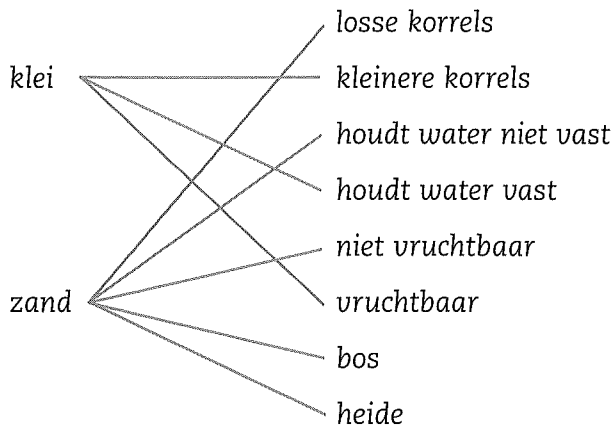 losse korrels
klei
kleinere korrels
houdt water niet vast
houdt water vast
niet vruchtbaar
zand
vruchtbaar
bos
heide